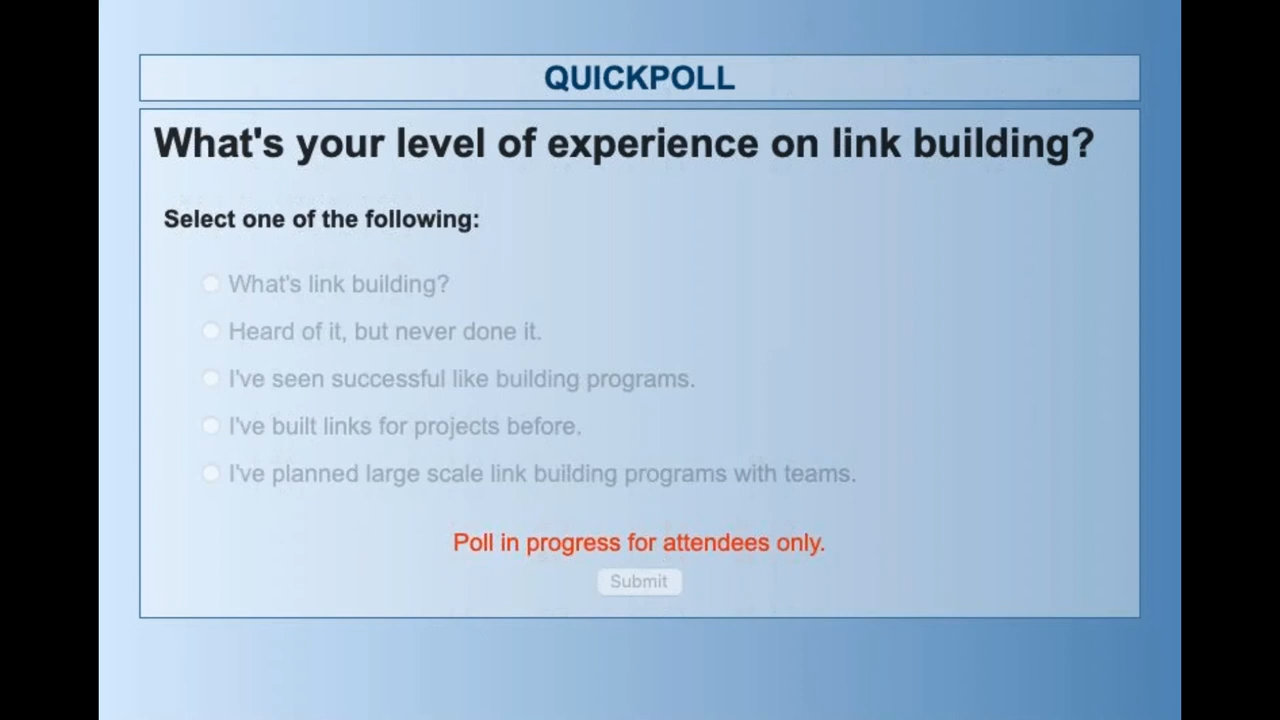 QUICKPOLL
What's your level of experience on link building?
Select one of the following:
What's link building?
Heard of it, but never done it.
I've seen successful like building programs.
I've built links for projects before.
I've planned large scale link building programs with teams.
Poll in progress for attendees only.
Submit